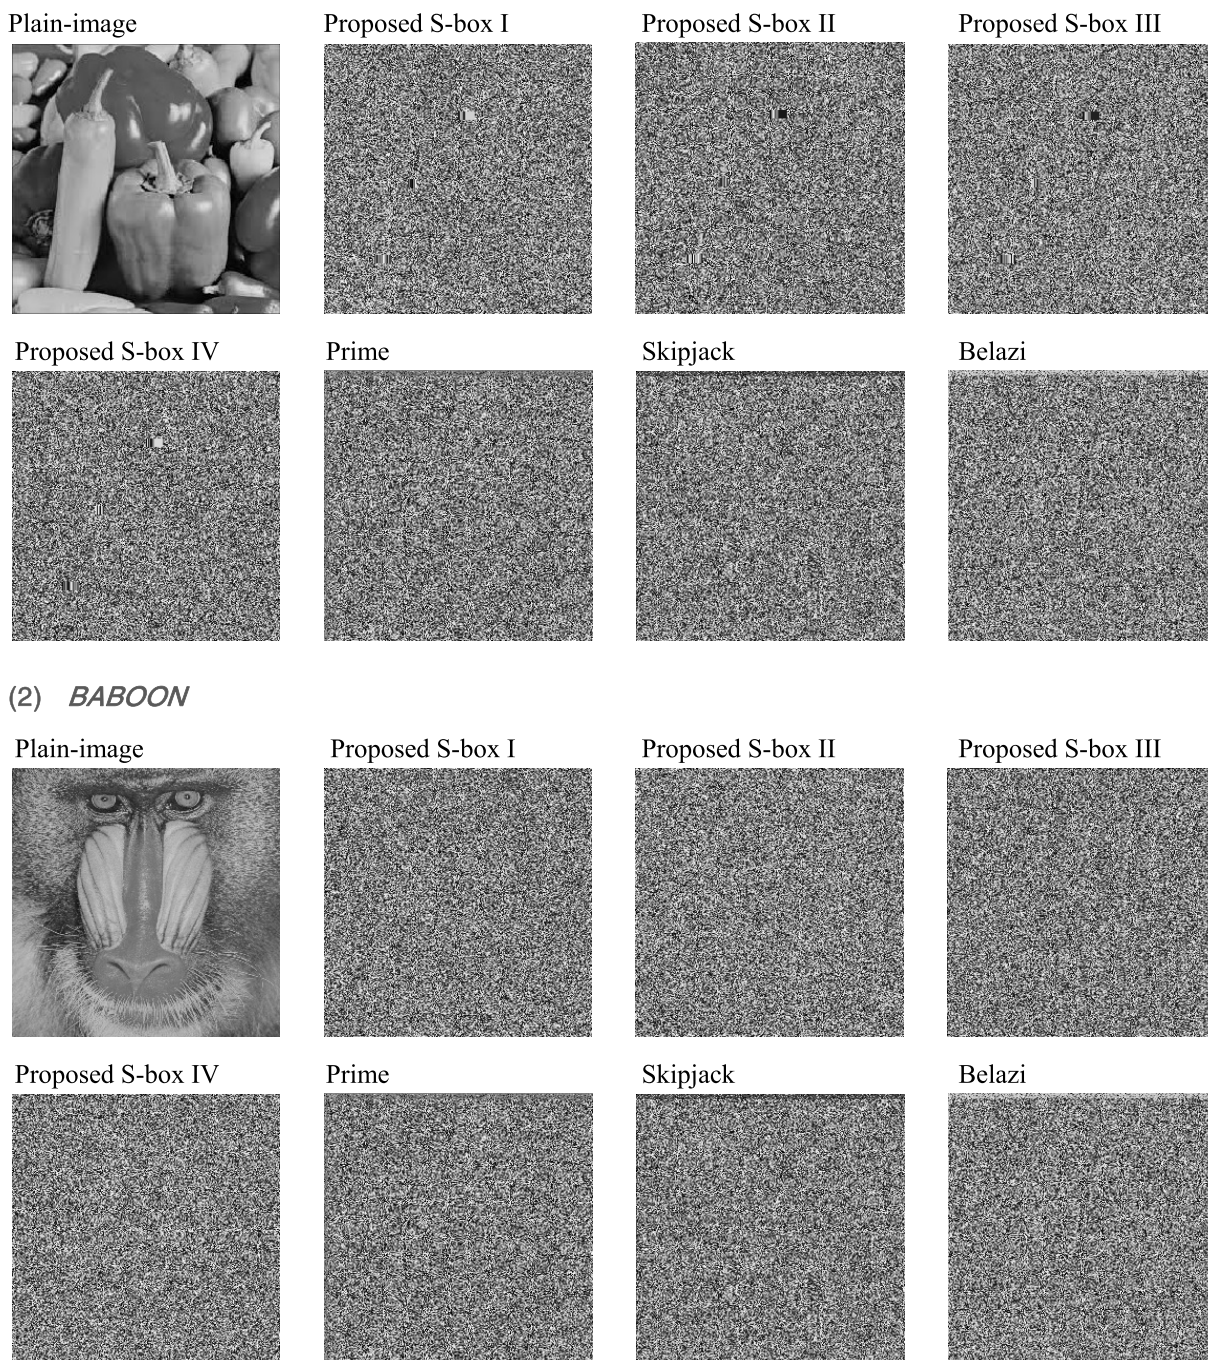 Plain-image
Proposed S-box I
Proposed S-box II
Proposed S-box III
Proposed S-box IV
Prime
Skipjack
Belazi
(2) BABOON
Plain-image
Proposed S-box I
Proposed S-box II
Proposed S-box III
Proposed S-box IV
Prime
Skipjack
Belazi